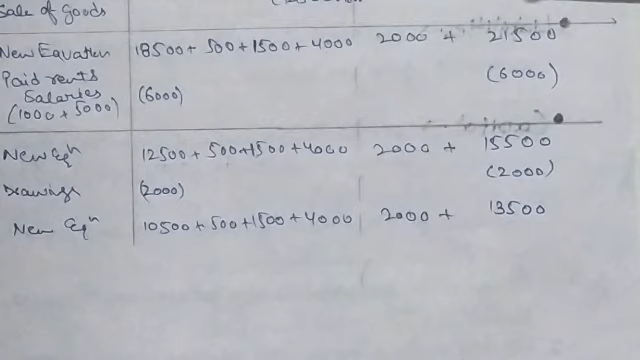 Sale of Goods
New Equation 18500 + 500 + 1500 + 4000 2000 + 21500
Paid rents (6000)
Salaries (6000)
(1000 + 5000)
New Eqⁿ 12500 + 500 + 1500 + 4000 2000 + 15500
Drawings (2000) (2000)
New Eqⁿ 10500 + 500 + 1500 + 4000 2000 + 13500